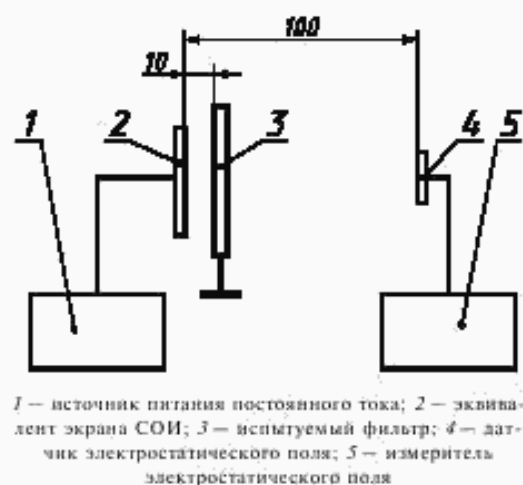 100
10
1 2 3 4 5
1 — источник питания постоянного тока; 2 — эквива-
лент экрана СОИ; 3 — испытуемый фильтр; 4 — дат-
чик электростатического поля; 5 — измеритель
электростатического поля